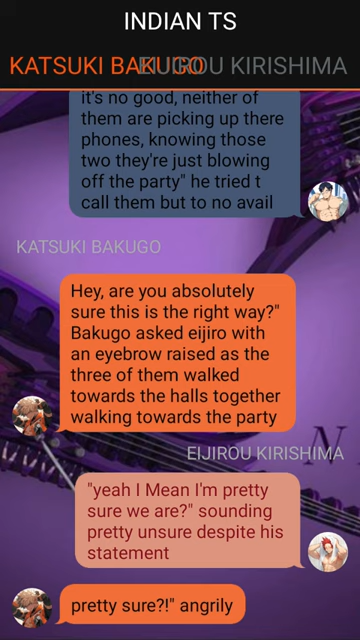 INDIAN TS
KATSUKI BAKUGO EIJIROU KIRISHIMA
it's no good, neither of
them are picking up there
phones, knowing those
two they're just blowing
off the party" he tried t
call them but to no avail
KATSUKI BAKUGO
Hey, are you absolutely
sure this is the right way?"
Bakugo asked eijiro with
an eyebrow raised as the
three of them walked
towards the halls together
walking towards the party
N
EIJIROU KIRISHIMA
"yeah I Mean I'm pretty
sure we are?" sounding
pretty unsure despite his
statement
pretty sure?!" angrily